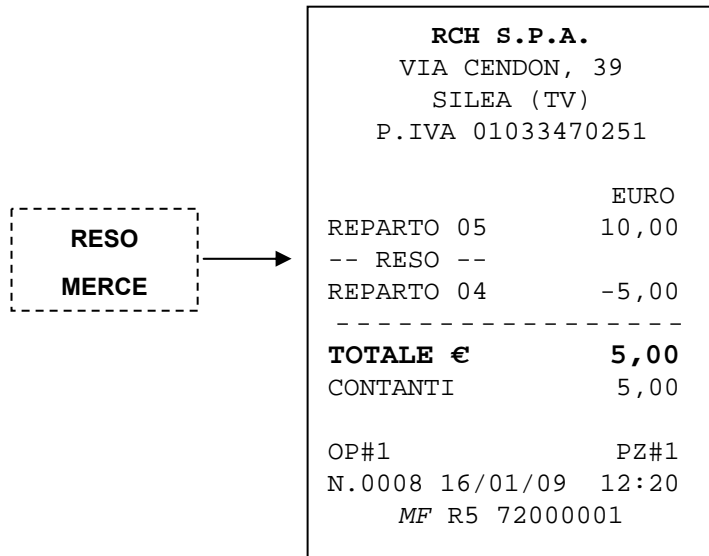 RESO
MERCE
RCH S.P.A.
VIA CENDON, 39
SILEA (TV)
P.IVA 01033470251
EURO
REPARTO 05 10,00
-- RESO --
REPARTO 04 -5,00
- - - - - - - - - - - - - - - - -
TOTALE € 5,00
CONTANTI 5,00
OP#1 PZ#1
N.0008 16/01/09 12:20
MF R5 72000001